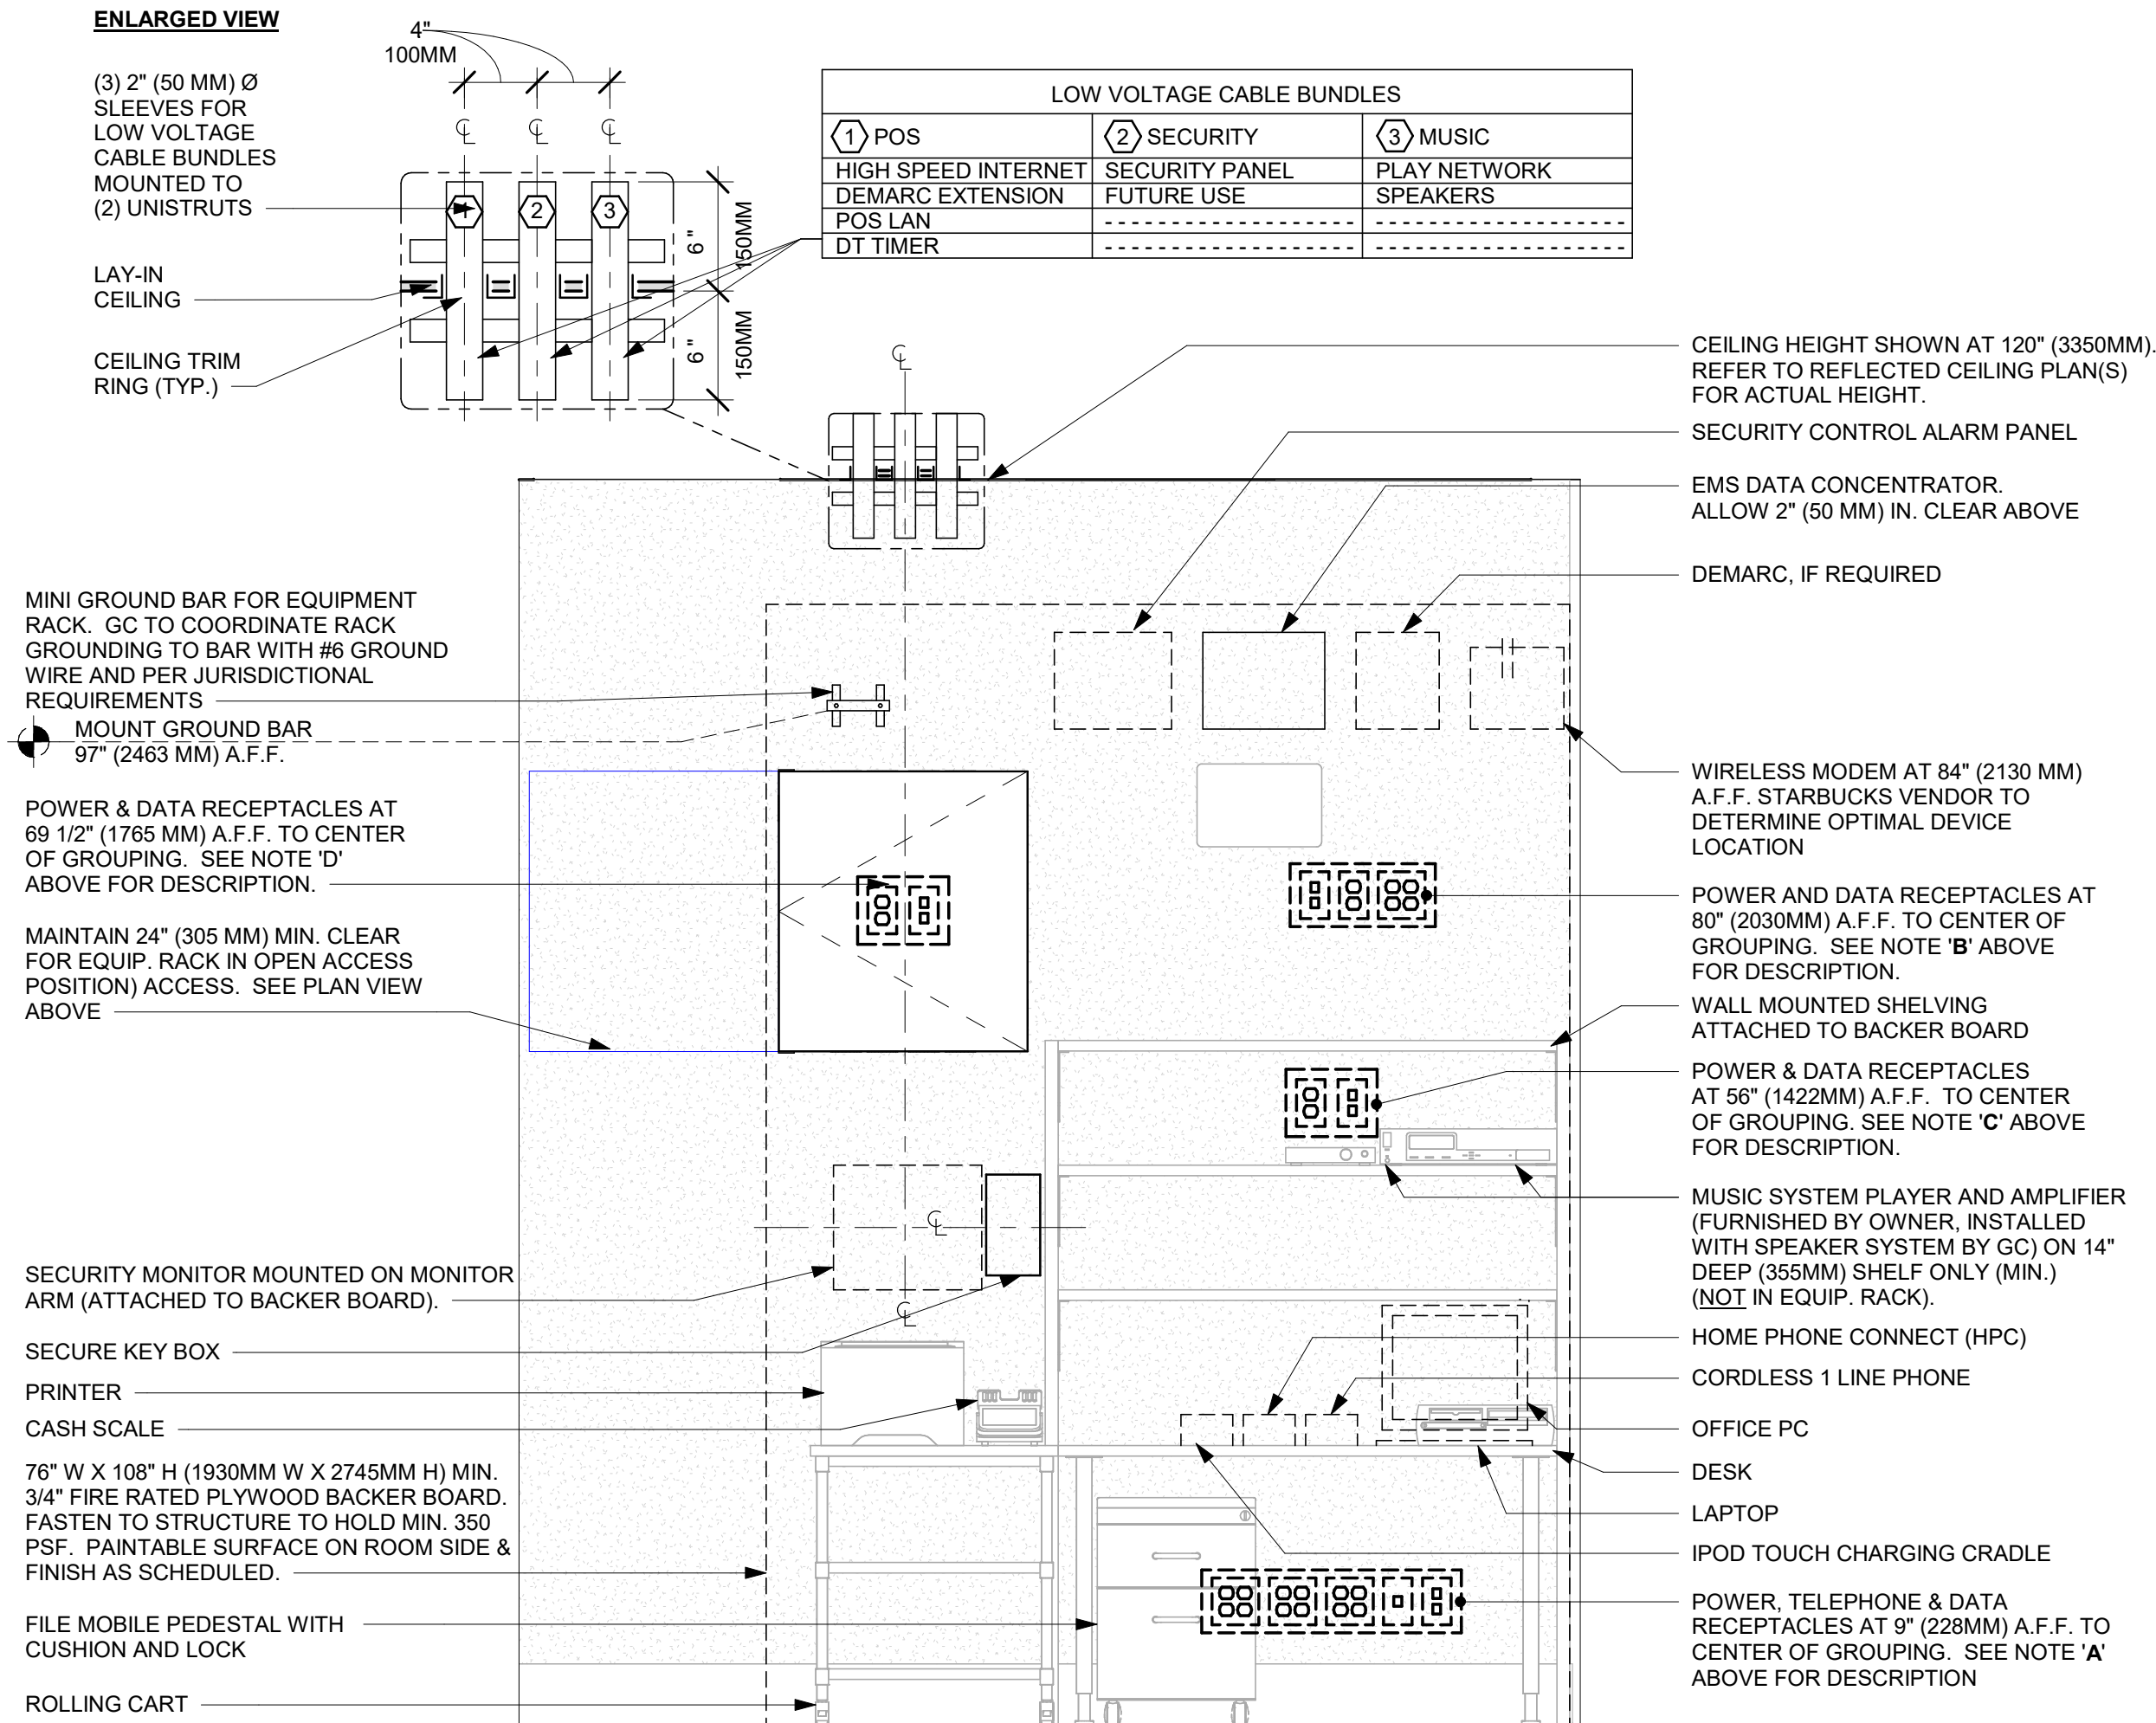 ENLARGED VIEW
(3) 2" (50 MM) Ø
SLEEVES FOR
LOW VOLTAGE
CABLE BUNDLES
MOUNTED TO
(2) UNISTRUTS
LAY-IN
CEILING
CEILING TRIM
RING (TYP.)
4"
100MM
℄ ℄ ℄
1 2 3
6"
150MM
6"
150MM
LOW VOLTAGE CABLE BUNDLES
1 POS 2 SECURITY 3 MUSIC
HIGH SPEED INTERNET SECURITY PANEL PLAY NETWORK
DEMARC EXTENSION FUTURE USE SPEAKERS
POS LAN
DT TIMER
℄
MINI GROUND BAR FOR EQUIPMENT
RACK. GC TO COORDINATE RACK
GROUNDING TO BAR WITH #6 GROUND
WIRE AND PER JURISDICTIONAL
REQUIREMENTS
MOUNT GROUND BAR
97" (2463 MM) A.F.F.
POWER & DATA RECEPTACLES AT
69 1/2" (1765 MM) A.F.F. TO CENTER
OF GROUPING. SEE NOTE 'D'
ABOVE FOR DESCRIPTION.
MAINTAIN 24" (305 MM) MIN. CLEAR
FOR EQUIP. RACK IN OPEN ACCESS
POSITION) ACCESS. SEE PLAN VIEW
ABOVE
℄
℄
SECURITY MONITOR MOUNTED ON MONITOR
ARM (ATTACHED TO BACKER BOARD).
SECURE KEY BOX
PRINTER
CASH SCALE
76" W X 108" H (1930MM W X 2745MM H) MIN.
3/4" FIRE RATED PLYWOOD BACKER BOARD.
FASTEN TO STRUCTURE TO HOLD MIN. 350
PSF. PAINTABLE SURFACE ON ROOM SIDE &
FINISH AS SCHEDULED.
FILE MOBILE PEDESTAL WITH
CUSHION AND LOCK
ROLLING CART
CEILING HEIGHT SHOWN AT 120" (3350MM).
REFER TO REFLECTED CEILING PLAN(S)
FOR ACTUAL HEIGHT.
SECURITY CONTROL ALARM PANEL
EMS DATA CONCENTRATOR.
ALLOW 2" (50 MM) IN. CLEAR ABOVE
DEMARC, IF REQUIRED
WIRELESS MODEM AT 84" (2130 MM)
A.F.F. STARBUCKS VENDOR TO
DETERMINE OPTIMAL DEVICE
LOCATION
POWER AND DATA RECEPTACLES AT
80" (2030MM) A.F.F. TO CENTER OF
GROUPING. SEE NOTE 'B' ABOVE
FOR DESCRIPTION.
WALL MOUNTED SHELVING
ATTACHED TO BACKER BOARD
POWER & DATA RECEPTACLES
AT 56" (1422MM) A.F.F. TO CENTER
OF GROUPING. SEE NOTE 'C' ABOVE
FOR DESCRIPTION.
MUSIC SYSTEM PLAYER AND AMPLIFIER
(FURNISHED BY OWNER, INSTALLED
WITH SPEAKER SYSTEM BY GC) ON 14"
DEEP (355MM) SHELF ONLY (MIN.)
(NOT IN EQUIP. RACK).
HOME PHONE CONNECT (HPC)
CORDLESS 1 LINE PHONE
OFFICE PC
DESK
LAPTOP
IPOD TOUCH CHARGING CRADLE
POWER, TELEPHONE & DATA
RECEPTACLES AT 9" (228MM) A.F.F. TO
CENTER OF GROUPING. SEE NOTE 'A'
ABOVE FOR DESCRIPTION